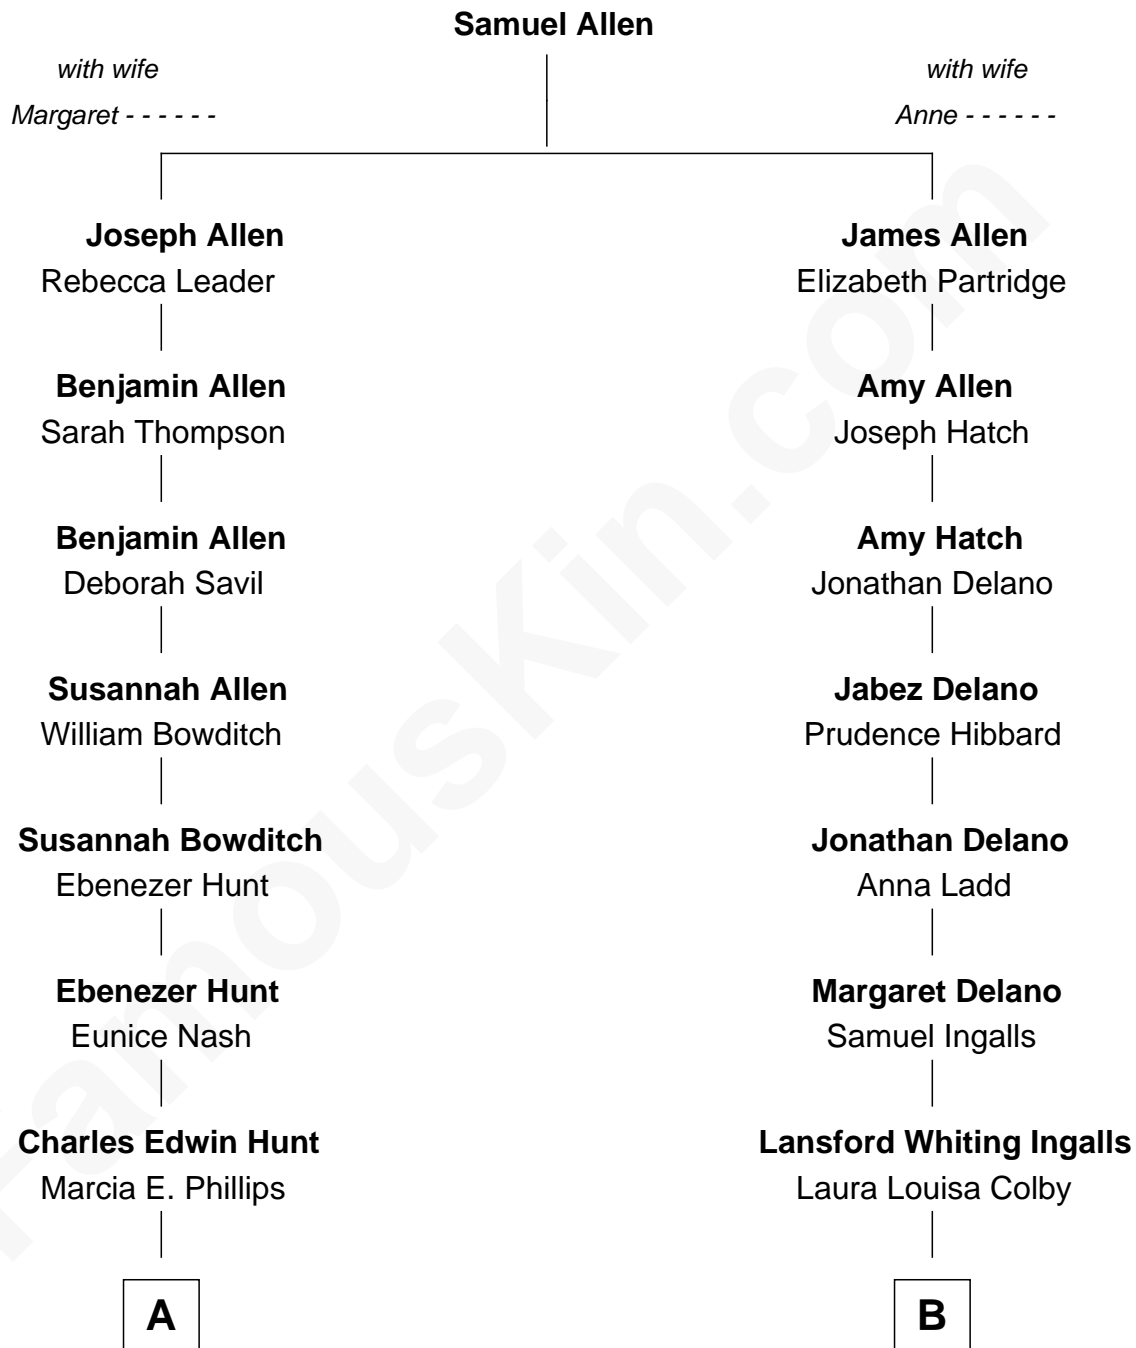 Samuel Allen
with wife
Margaret - - - - - -
with wife
Anne - - - - - -
Joseph Allen
Rebecca Leader
James Allen
Elizabeth Partridge
Benjamin Allen
Sarah Thompson
Amy Allen
Joseph Hatch
Benjamin Allen
Deborah Savil
Amy Hatch
Jonathan Delano
Susannah Allen
William Bowditch
Jabez Delano
Prudence Hibbard
Susannah Bowditch
Ebenezer Hunt
Jonathan Delano
Anna Ladd
Ebenezer Hunt
Eunice Nash
Margaret Delano
Samuel Ingalls
Charles Edwin Hunt
Marcia E. Phillips
Lansford Whiting Ingalls
Laura Louisa Colby
A
B
FamousKin.com